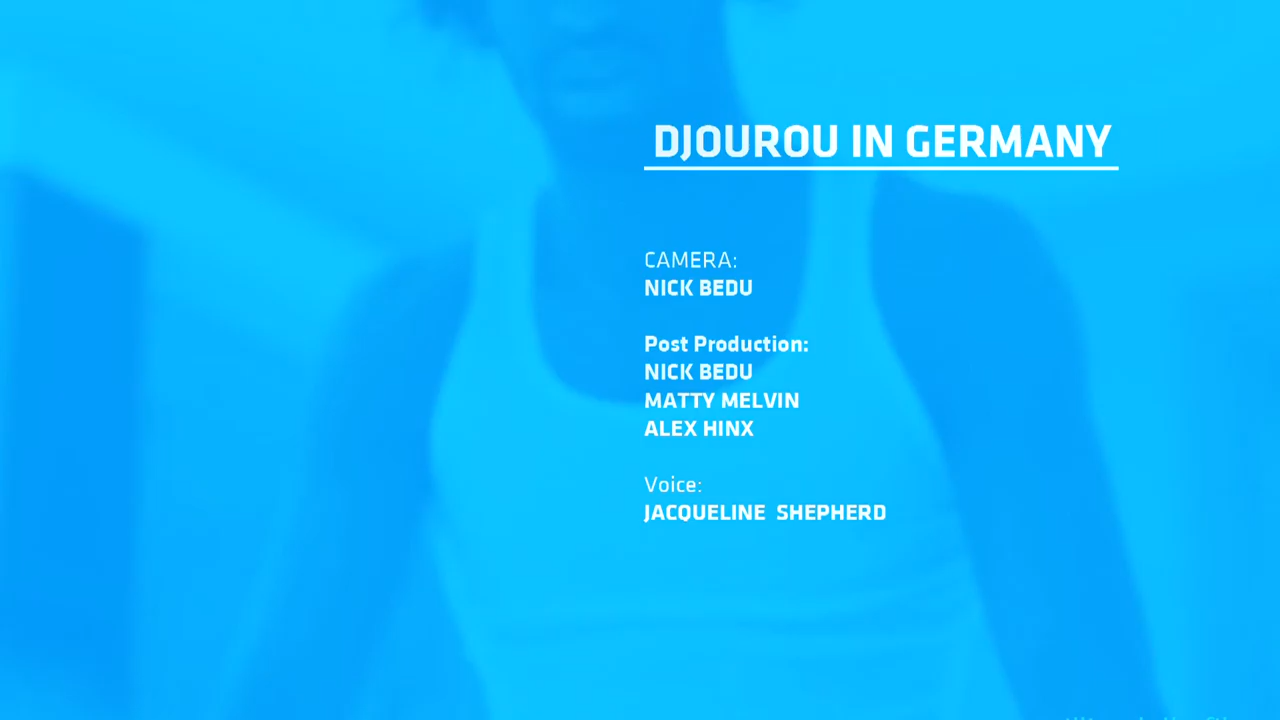 DJOUROU IN GERMANY
CAMERA:
NICK BEDU
Post Production:
NICK BEDU
MATTY MELVIN
ALEX HINX
Voice:
JACQUELINE SHEPHERD